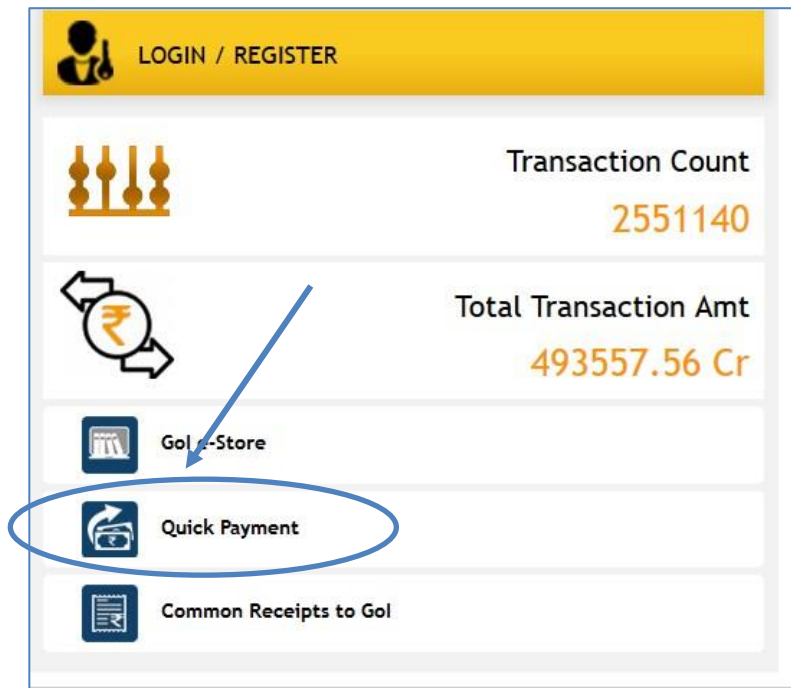 LOGIN / REGISTER
Transaction Count
2551140
Total Transaction Amt
493557.56 Cr
GoI e-Store
Quick Payment
Common Receipts to GoI